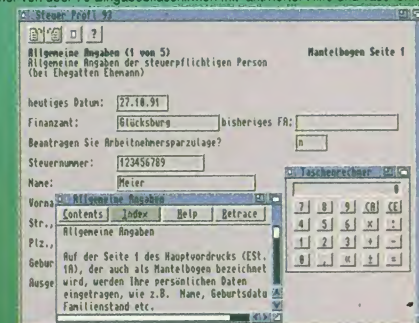 Steuer Profi 93
?
Allgemeine Angaben (1 von 5)
Mantelbogen Seite 1
Allgemeine Angaben der steuerpflichtigen Person
(bei Ehegatten Ehemann)
heutiges Datum: 27.10.91
Finanzamt: Glücksburg bisheriges FA:
Beantragen Sie Arbeitnehmersparzulage? n
Steuernummer: 123456789
Name: Meier
Vorna
Str.,
Plz.,
Gebur
Ausge
Allgemeine Angaben
Contents Index Help Retrace
Allgemeine Angaben
Auf der Seite 1 des Hauptvordrucks (ESt.
1A), der auch als Mantelbogen bezeichnet
wird, werden Ihre persönlichen Daten
eingetragen, wie z.B. Name, Geburtsdatu
Familienstand etc.
Taschenrechner
0
7 8 9 CA CE
4 5 6 x :
1 2 3 + -
0 . « ± =